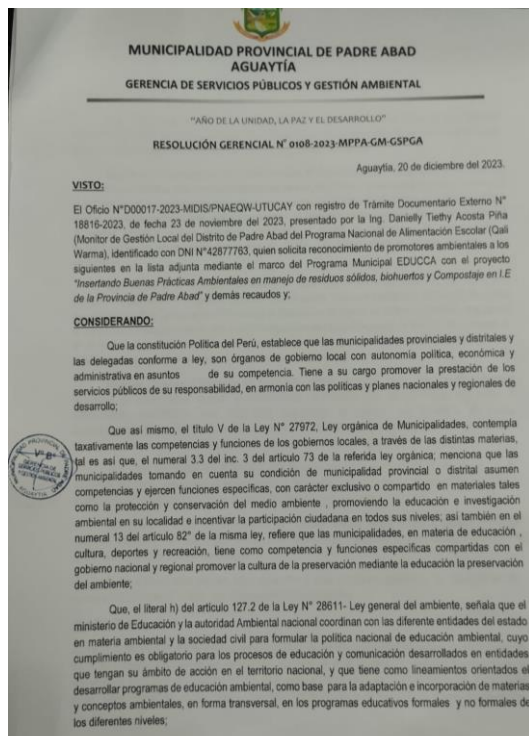 MUNICIPALIDAD PROVINCIAL DE PADRE ABAD
AGUAYTÍA
GERENCIA DE SERVICIOS PÚBLICOS Y GESTIÓN AMBIENTAL
"AÑO DE LA UNIDAD, LA PAZ Y EL DESARROLLO"
RESOLUCIÓN GERENCIAL N° 0108-2023-MPPA-GM-GSPGA
Aguaytia, 20 de diciembre del 2023.
VISTO:
El Oficio N°D00017-2023-MIDIS/PNAEQW-UTUCAY con registro de Trámite Documentario Externo N°
18816-2023, de fecha 23 de noviembre del 2023, presentado por la Ing. Danielly Tiethy Acosta Piña
(Monitor de Gestión Local del Distrito de Padre Abad del Programa Nacional de Alimentación Escolar (Qali
Warma), identificado con DNI N°42877763, quien solicita reconocimiento de promotores ambientales a los
siguientes en la lista adjunta mediante el marco del Programa Municipal EDUCCA con el proyecto
"Insertando Buenas Prácticas Ambientales en manejo de residuos sólidos, biohuertos y Compostaje en I.E
de la Provincia de Padre Abad" y demás recaudos y;
CONSIDERANDO:
Que la constitución Politica del Perú, establece que las municipalidades provinciales y distritales y
las delegadas conforme a ley, son órganos de gobierno local con autonomía política, económica y
administrativa en asuntos de su competencia. Tiene a su cargo promover la prestación de los
servicios públicos de su responsabilidad, en armonía con las políticas y planes nacionales y regionales de
desarrollo;
Que así mismo, el título V de la Ley N° 27972, Ley orgánica de Municipalidades, contempla
taxativamente las competencias y funciones de los gobiernos locales, a través de las distintas materias,
tal es así que, el numeral 3.3 del inc. 3 del artículo 73 de la referida ley orgánica; menciona que las
municipalidades tomando en cuenta su condición de municipalidad provincial o distrital asumen
competencias y ejercen funciones especificas, con carácter exclusivo o compartido en materiales tales
como la protección y conservación del medio ambiente , promoviendo la educación e investigación
ambiental en su localidad e incentivar la participación ciudadana en todos sus niveles; así también en el
numeral 13 del artículo 82° de la misma ley, refiere que las municipalidades, en materia de educación ,
cultura, deportes y recreación, tiene como competencia y funciones especificas compartidas con el
gobierno nacional y regional promover la cultura de la preservación mediante la educación la preservación
del ambiente;
Que, el literal h) del articulo 127.2 de la Ley N° 28611- Ley general del ambiente, señala que el
ministerio de Educación y la autoridad Ambiental nacional coordinan con las diferente entidades del estado
en materia ambiental y la sociedad civil para formular la política nacional de educación ambiental, cuyo
cumplimiento es obligatorio para los procesos de educación y comunicación desarrollados en entidades
que tengan su ámbito de acción en el territorio nacional, y que tiene como lineamientos orientados el
desarrollar programas de educación ambiental, como base para la adaptación e incorporación de materias
y conceptos ambientales, en forma transversal, en los programas educativos formales y no formales de
los diferentes niveles;